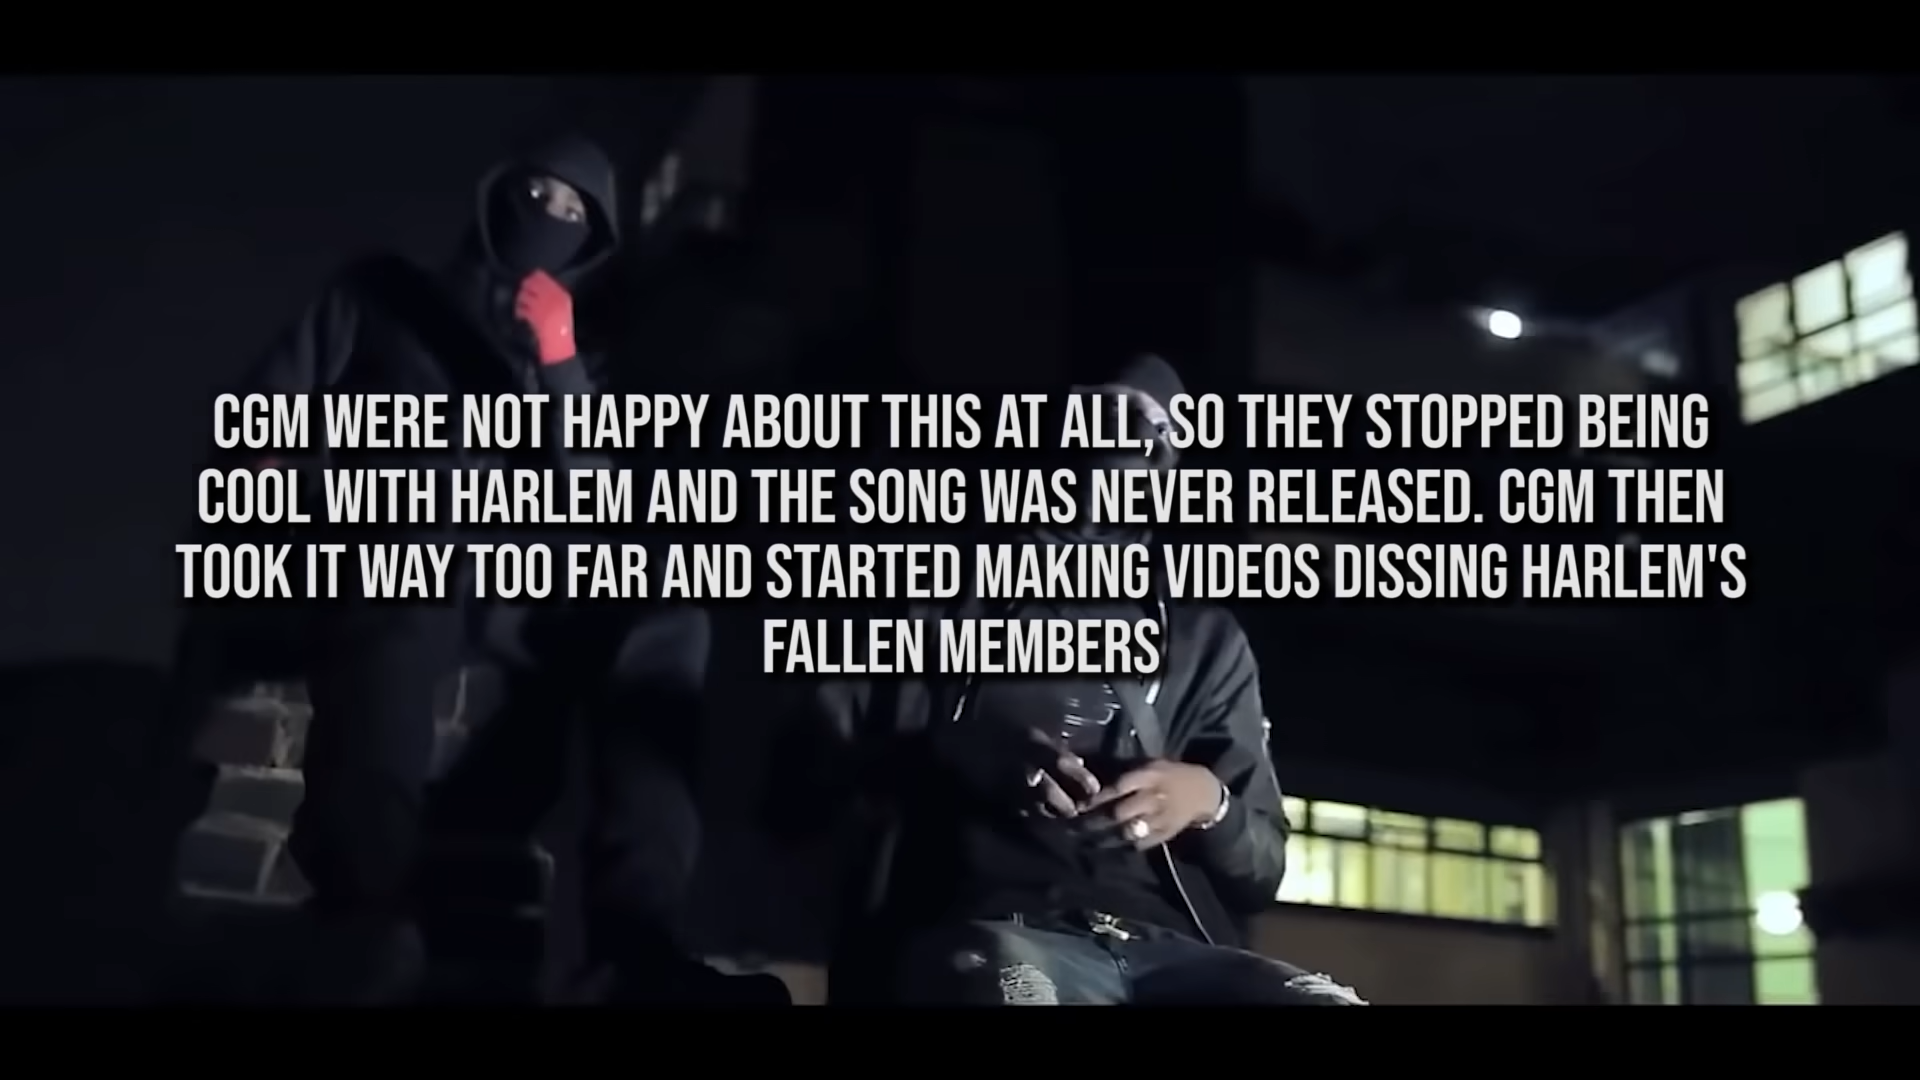 CGM WERE NOT HAPPY ABOUT THIS AT ALL, SO THEY STOPPED BEING
COOL WITH HARLEM AND THE SONG WAS NEVER RELEASED. CGM THEN
TOOK IT WAY TOO FAR AND STARTED MAKING VIDEOS DISSING HARLEM'S
FALLEN MEMBERS